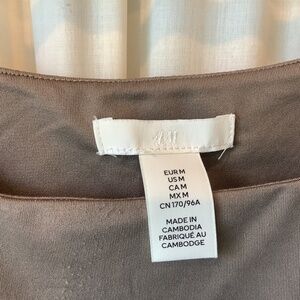 H&M
EUR M
US M
CA M
MX M
CN 170/96A
MADE IN
CAMBODIA
FABRIQUÉ AU
CAMBODGE